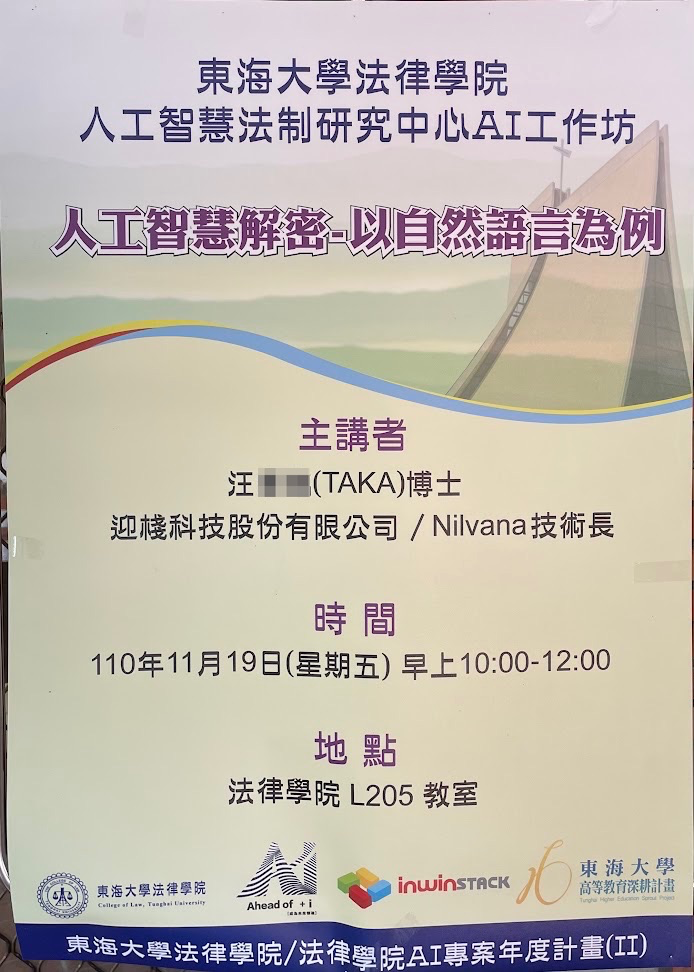 東海大學法律學院
人工智慧法制研究中心AI工作坊
人工智慧解密-以自然語言為例
主講者
汪 (TAKA)博士
迎棧科技股份有限公司 / Nilvana技術長
時間
110年11月19日(星期五) 早上10:00-12:00
地點
法律學院 L205 教室
東海大學法律學院
College of Law, Tunghai University
Ahead of +i
inwinSTACK
東海大學
高等教育深耕計畫
Tunghai Higher Education Sprout Project
東海大學法律學院/法律學院AI專案年度計畫(II)